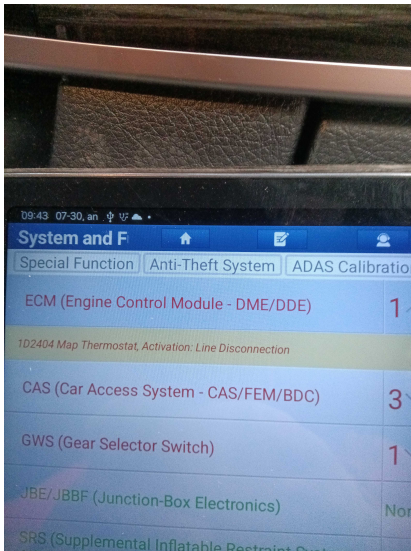 09:43 07-30, an
System and F
Special Function
Anti-Theft System
ADAS Calibratio
ECM (Engine Control Module - DME/DDE)
1
1D2404 Map Thermostat, Activation: Line Disconnection
CAS (Car Access System - CAS/FEM/BDC)
3
GWS (Gear Selector Switch)
1
JBE/JBBF (Junction-Box Electronics)
Nor
SRS (Supplemental Inflatable Restraint S